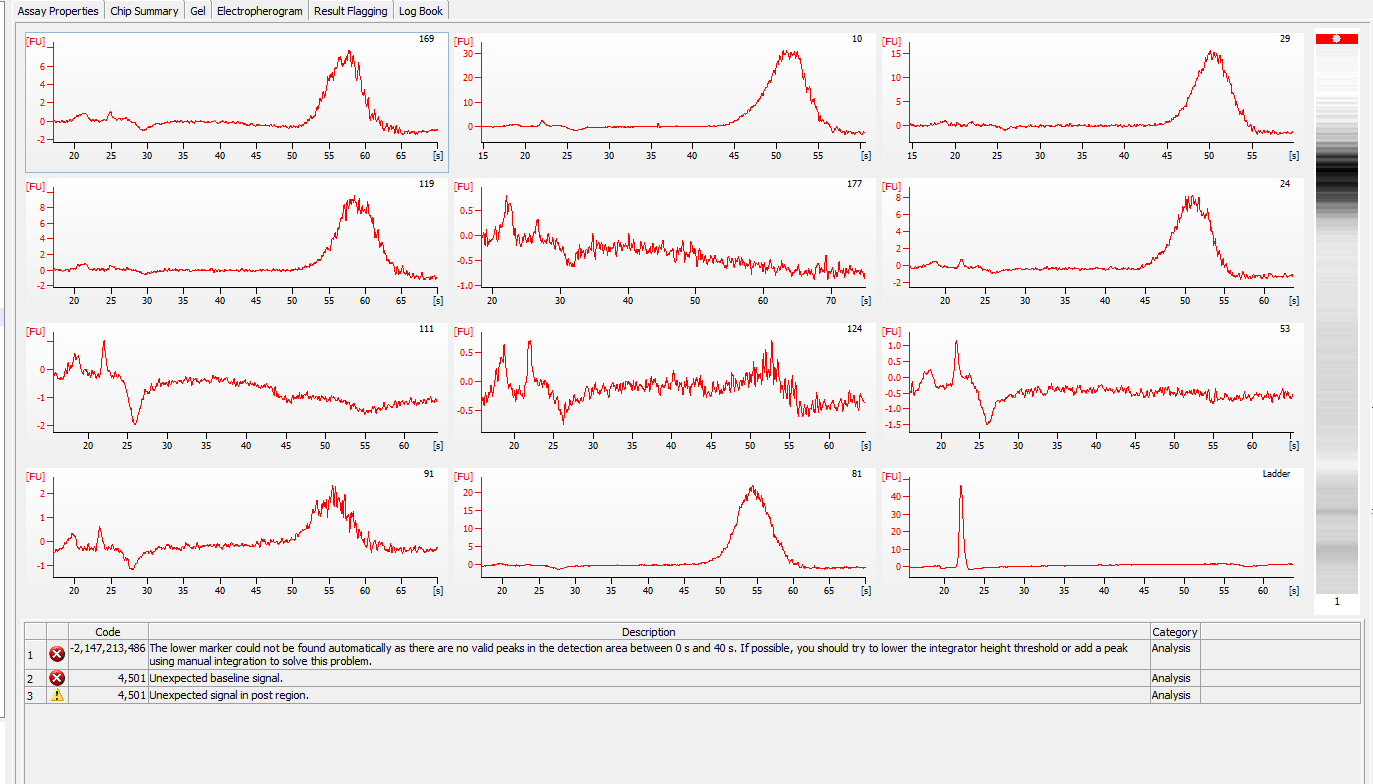 Assay Properties Chip Summary Gel Electropherogram Result Flagging Log Book
[FU] 169
6
4
2
0
-2
20 25 30 35 40 45 50 55 60 65 [s]
[FU] 10
30
20
10
0
15 20 25 30 35 40 45 50 55 [s]
[FU] 29
15
10
5
0
15 20 25 30 35 40 45 50 55 [s]
[FU] 119
8
6
4
2
0
-2
20 25 30 35 40 45 50 55 60 65 [s]
[FU] 177
0.5
0.0
-0.5
-1.0
20 30 40 50 60 70 [s]
[FU] 24
8
6
4
2
0
-2
20 25 30 35 40 45 50 55 60 [s]
[FU] 111
0
-1
-2
20 25 30 35 40 45 50 55 60 [s]
[FU] 124
0.5
0.0
-0.5
20 25 30 35 40 45 50 55 60 [s]
[FU] 53
1.0
0.5
0.0
-0.5
-1.0
-1.5
20 25 30 35 40 45 50 55 60 [s]
[FU] 91
2
1
0
-1
20 25 30 35 40 45 50 55 60 65 [s]
[FU] 81
20
15
10
5
0
20 25 30 35 40 45 50 55 60 65 [s]
[FU] Ladder
40
30
20
10
0
20 25 30 35 40 45 50 55 60 [s]
1
Code Description Category
1 -2,147,213,486 The lower marker could not be found automatically as there are no valid peaks in the detection area between 0 s and 40 s. If possible, you should try to lower the integrator height threshold or add a peak Analysis
using manual integration to solve this problem.
2 4,501 Unexpected baseline signal. Analysis
3 4,501 Unexpected signal in post region. Analysis